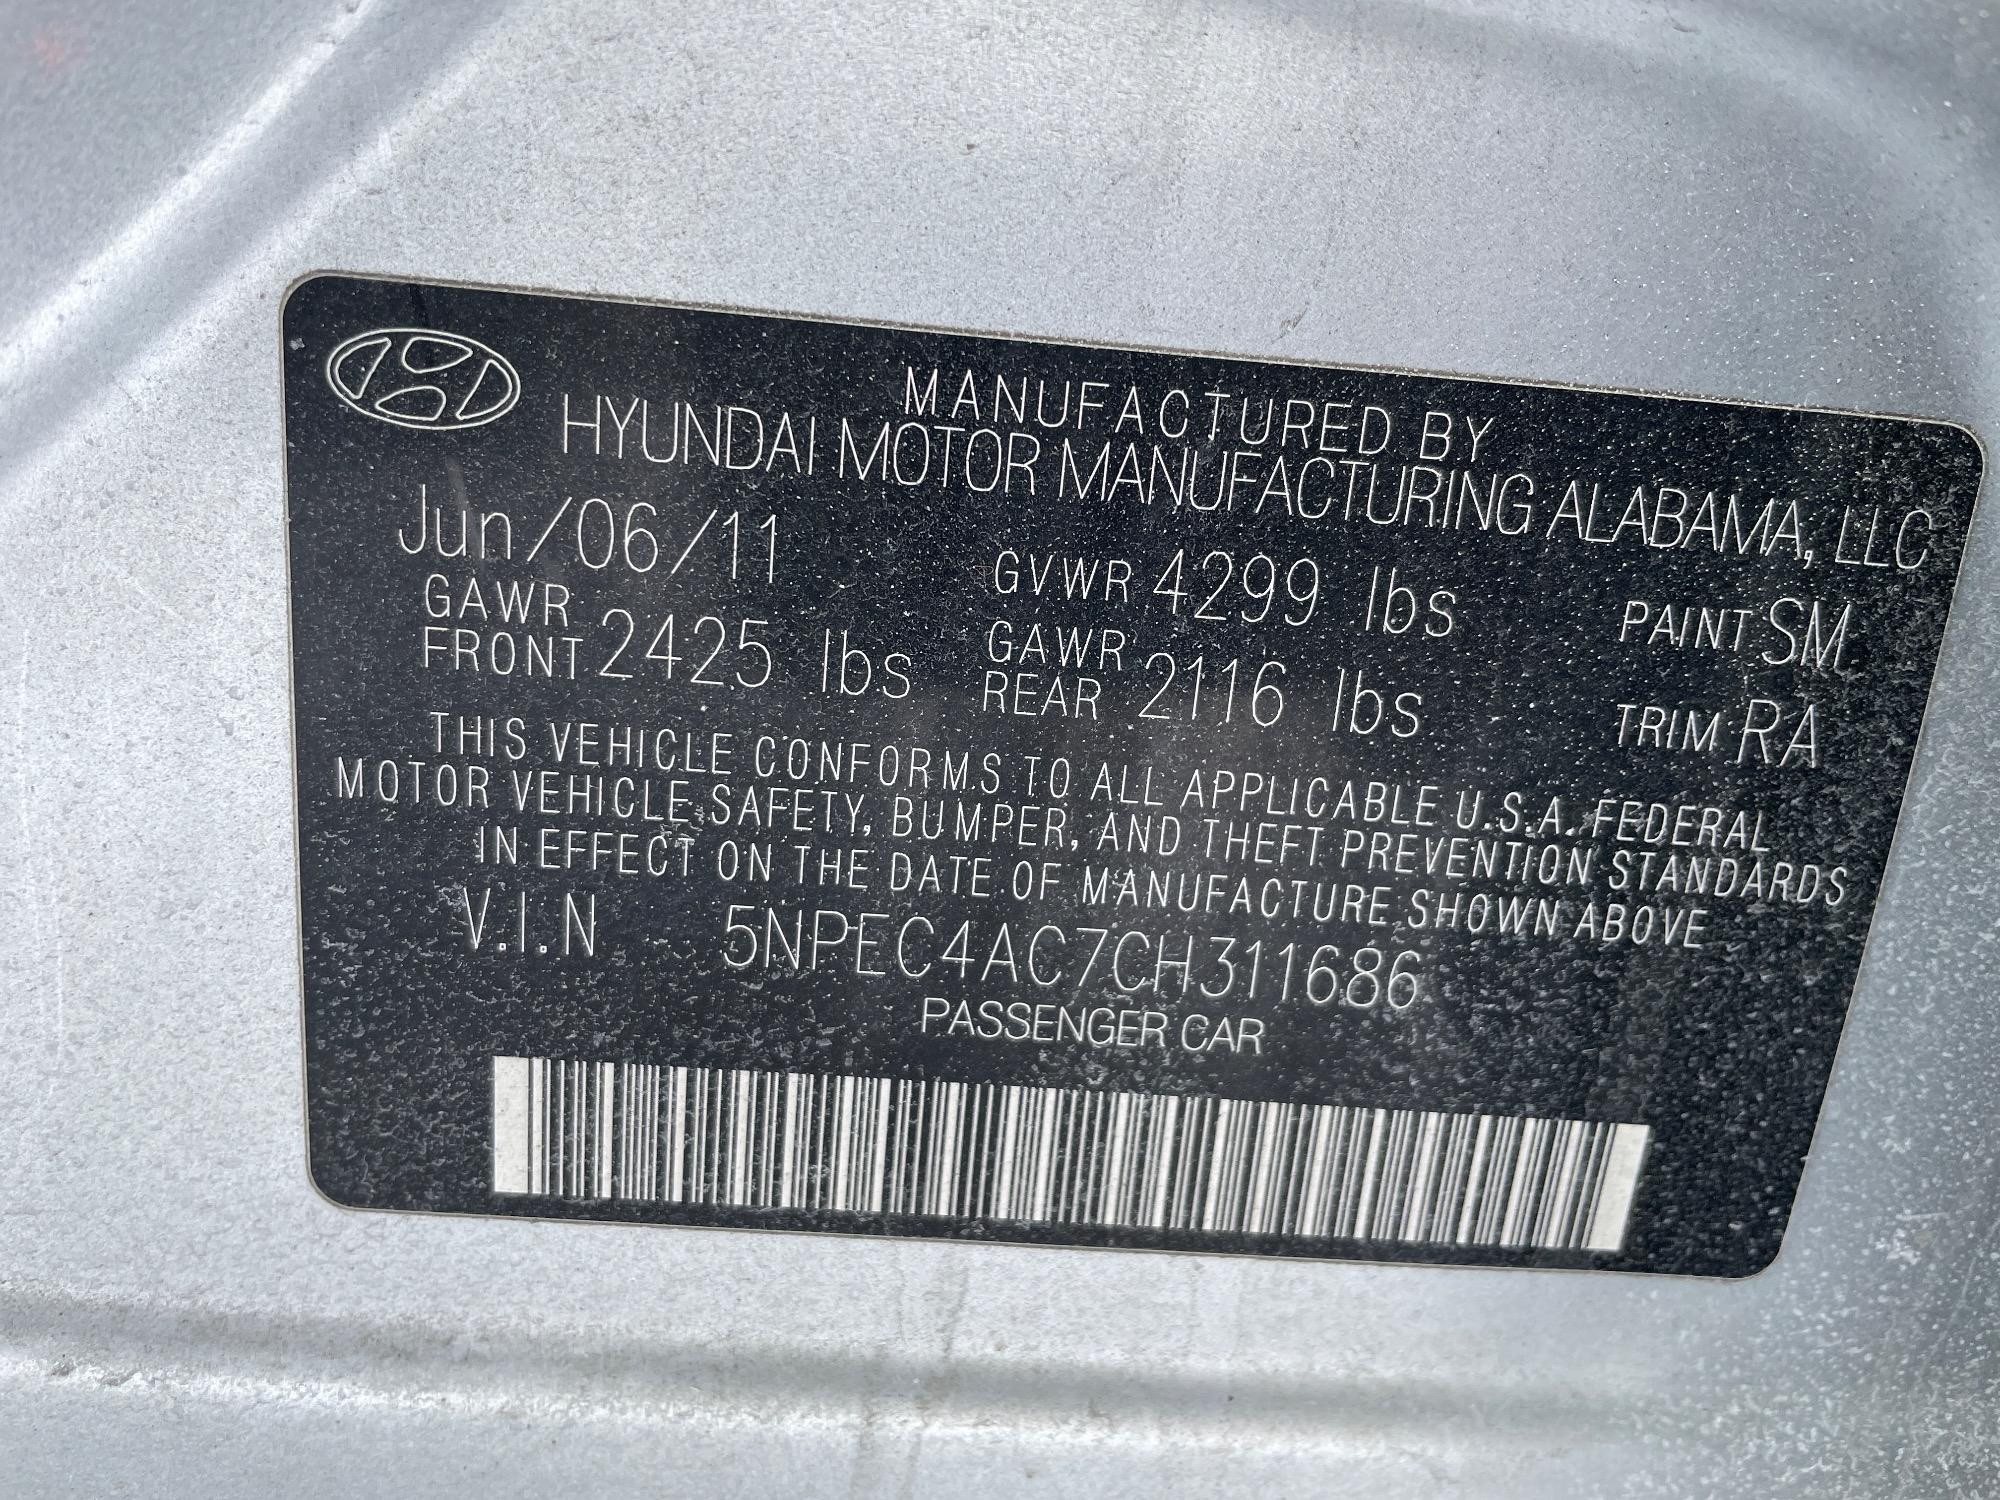 MANUFACTURED BY
HYUNDAI MOTOR MANUFACTURING ALABAMA, LLC
Jun/06/11 GVWR 4299 lbs PAINT SM
GAWR FRONT 2425 lbs GAWR REAR 2116 lbs TRIM RA
THIS VEHICLE CONFORMS TO ALL APPLICABLE U.S.A. FEDERAL
MOTOR VEHICLE SAFETY, BUMPER, AND THEFT PREVENTION STANDARDS
IN EFFECT ON THE DATE OF MANUFACTURE SHOWN ABOVE
V.I.N 5NPEC4AC7CH311686
PASSENGER CAR